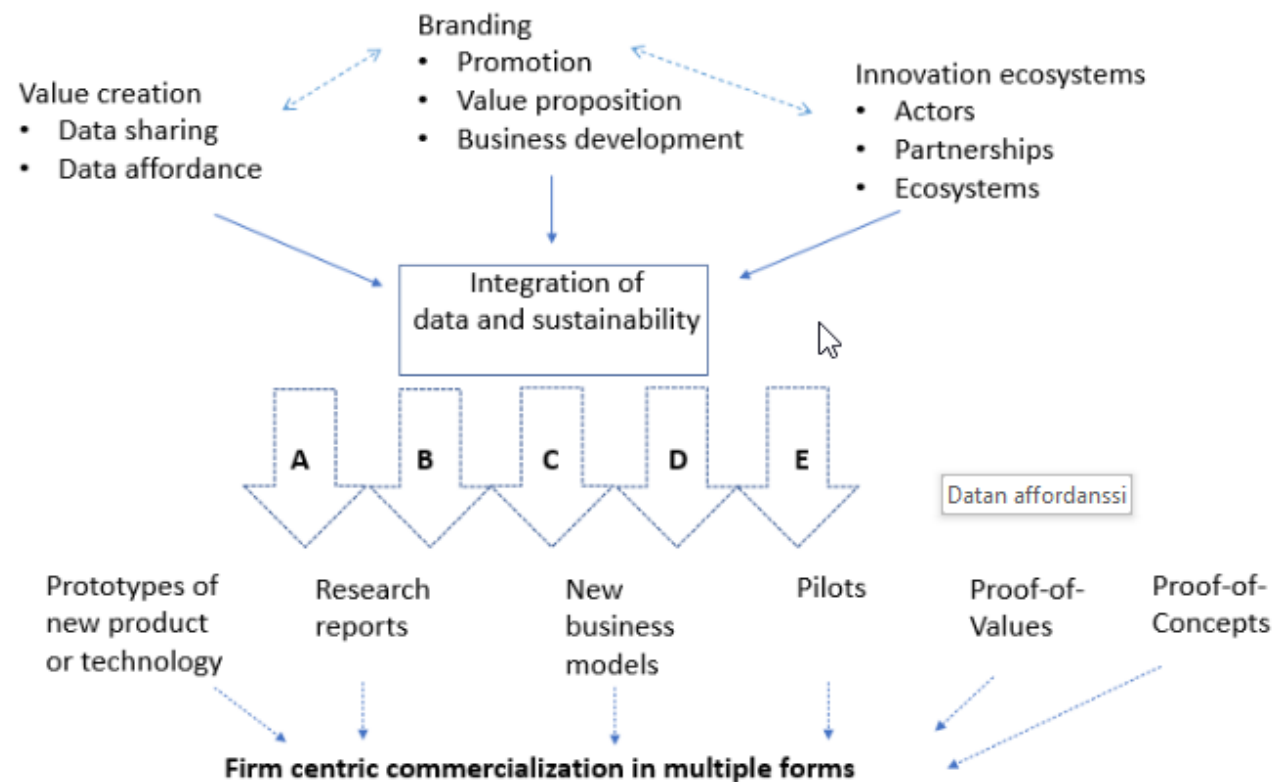 Branding
• Promotion
• Value proposition
• Business development
Value creation
• Data sharing
• Data affordance
Innovation ecosystems
• Actors
• Partnerships
• Ecosystems
Integration of
data and sustainability
A
B
C
D
E
Datan affordanssi
Prototypes of
new product
or technology
Research
reports
New
business
models
Pilots
Proof-of-
Values
Proof-of-
Concepts
Firm centric commercialization in multiple forms